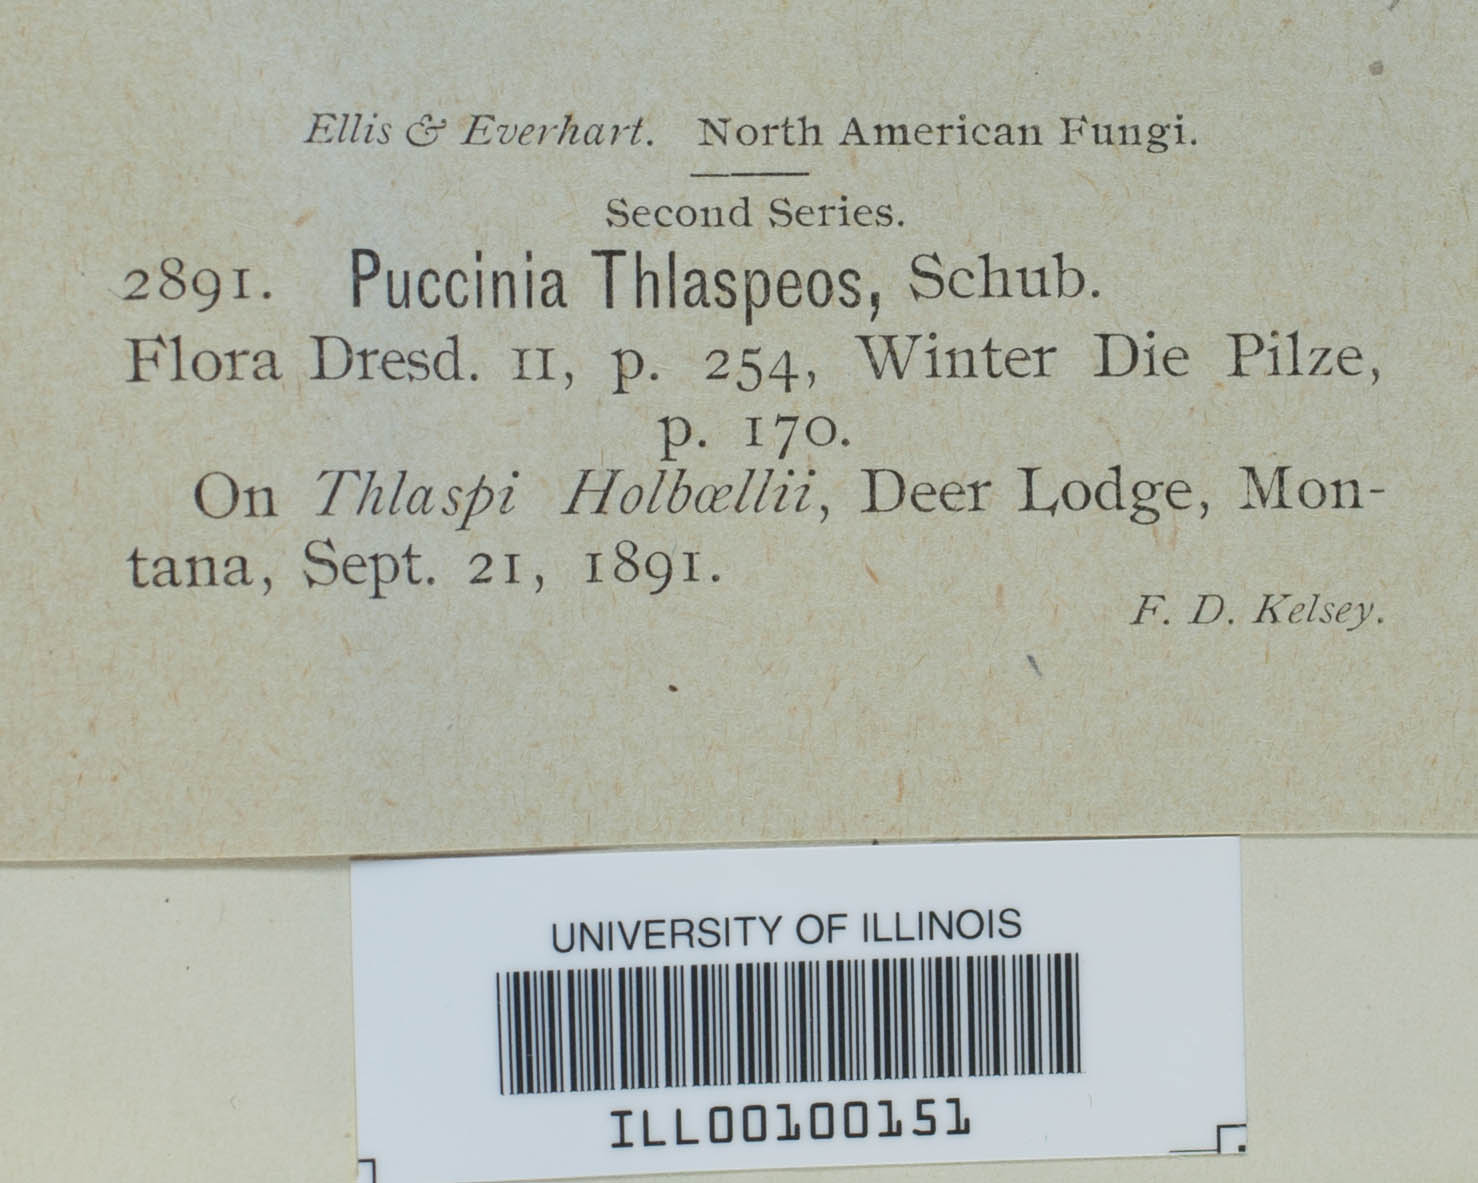 Ellis & Everhart. North American Fungi.
Second Series.
2891. Puccinia Thlaspeos, Schub.
Flora Dresd. II, p. 254, Winter Die Pilze,
p. 170.
On Thlaspi Holbœllii, Deer Lodge, Mon-
tana, Sept. 21, 1891.
F. D. Kelsey.
UNIVERSITY OF ILLINOIS
ILL00100151